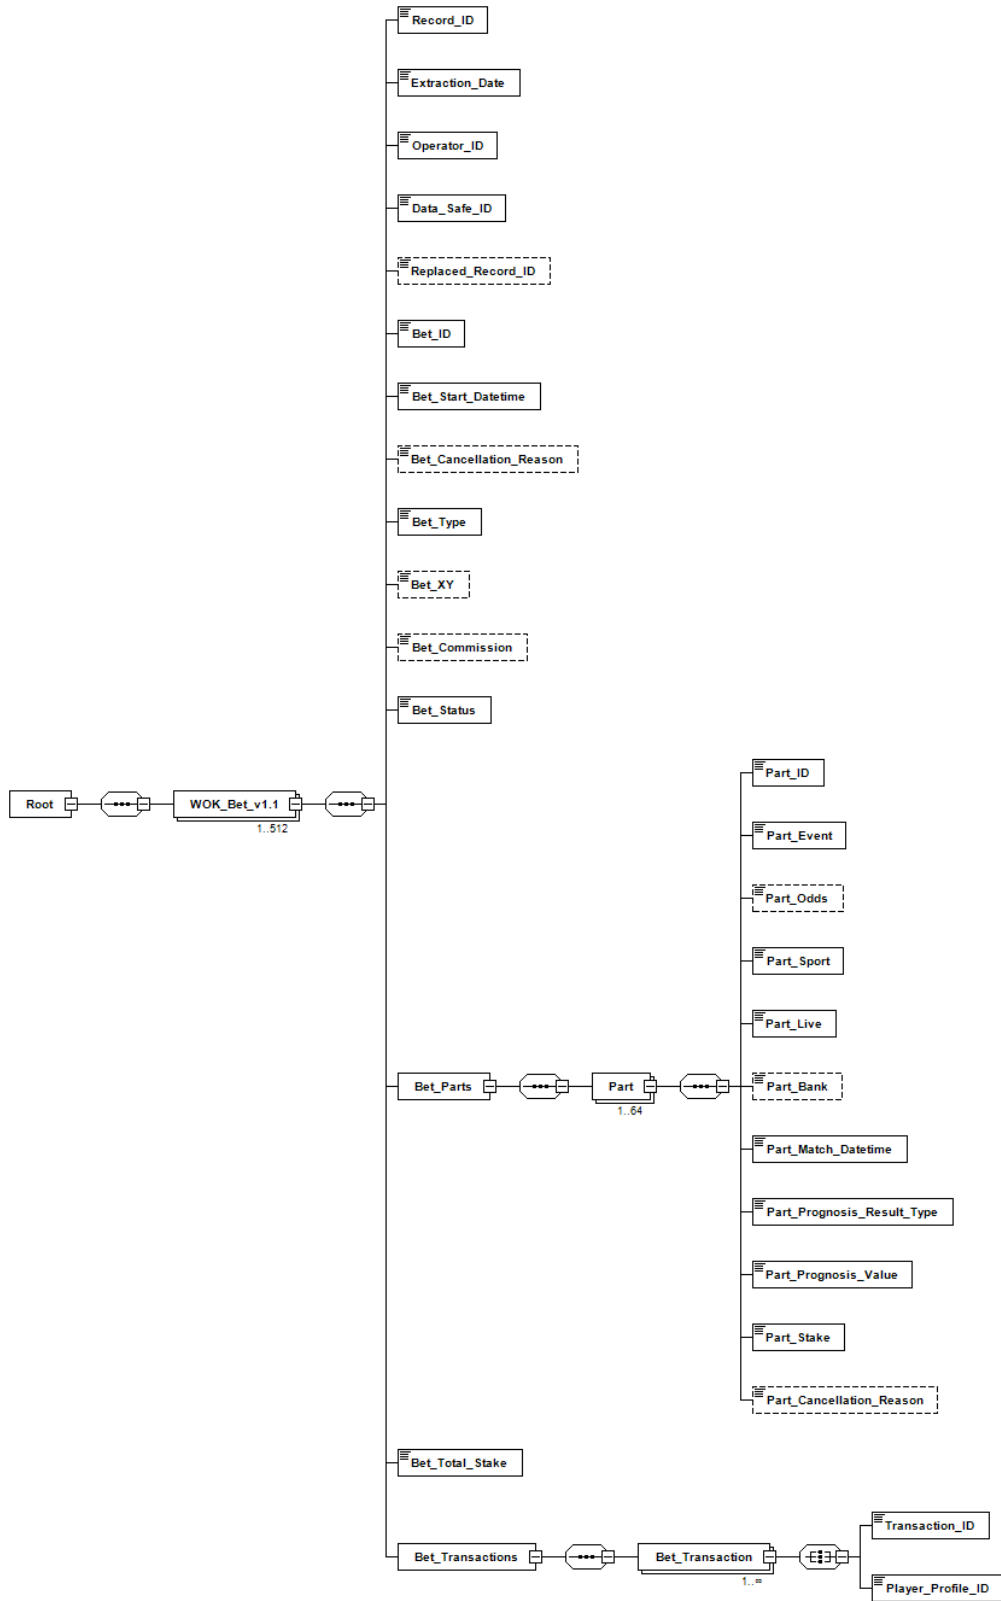 Record_ID
Extraction_Date
Operator_ID
Data_Safe_ID
Replaced_Record_ID
Bet_ID
Bet_Start_Datetime
Bet_Cancellation_Reason
Bet_Type
Bet_XY
Bet_Commission
Bet_Status
Root
WOK_Bet_v1.1
1..512
Bet_Parts
Part
1..64
Part_ID
Part_Event
Part_Odds
Part_Sport
Part_Live
Part_Bank
Part_Match_Datetime
Part_Prognosis_Result_Type
Part_Prognosis_Value
Part_Stake
Part_Cancellation_Reason
Bet_Total_Stake
Bet_Transactions
Bet_Transaction
1..∞
Transaction_ID
Player_Profile_ID